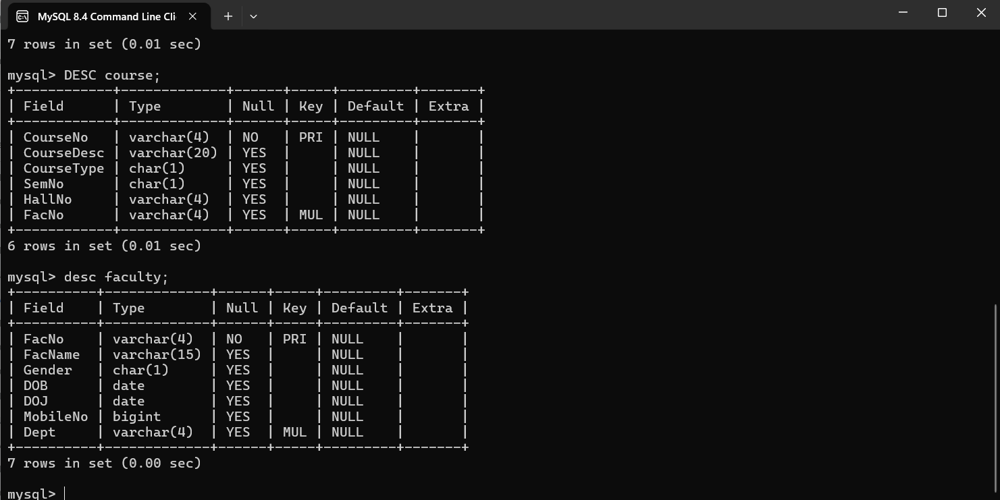 MySQL 8.4 Command Line Cli
7 rows in set (0.01 sec)
mysql> DESC course;
+------------+-------------+------+-----+---------+-------+
| Field      | Type        | Null | Key | Default | Extra |
+------------+-------------+------+-----+---------+-------+
| CourseNo   | varchar(4)  | NO   | PRI | NULL    |       |
| CourseDesc | varchar(20) | YES  |     | NULL    |       |
| CourseType | char(1)     | YES  |     | NULL    |       |
| SemNo      | char(1)     | YES  |     | NULL    |       |
| HallNo     | varchar(4)  | YES  |     | NULL    |       |
| FacNo      | varchar(4)  | YES  | MUL | NULL    |       |
+------------+-------------+------+-----+---------+-------+
6 rows in set (0.01 sec)
mysql> desc faculty;
+----------+-------------+------+-----+---------+-------+
| Field    | Type        | Null | Key | Default | Extra |
+----------+-------------+------+-----+---------+-------+
| FacNo    | varchar(4)  | NO   | PRI | NULL    |       |
| FacName  | varchar(15) | YES  |     | NULL    |       |
| Gender   | char(1)     | YES  |     | NULL    |       |
| DOB      | date        | YES  |     | NULL    |       |
| DOJ      | date        | YES  |     | NULL    |       |
| MobileNo | bigint      | YES  |     | NULL    |       |
| Dept     | varchar(4)  | YES  | MUL | NULL    |       |
+----------+-------------+------+-----+---------+-------+
7 rows in set (0.00 sec)
mysql>